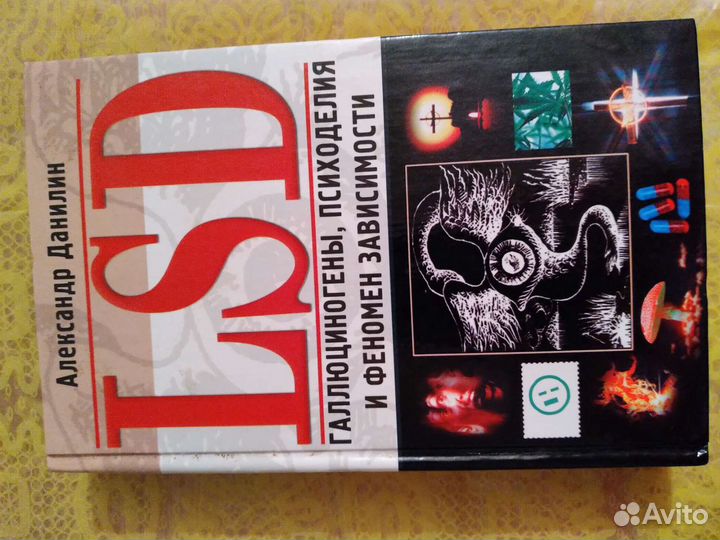 Александр Данилин
LSD
ГАЛЛЮЦИНОГЕНЫ, ПСИХОДЕЛИЯ
И ФЕНОМЕН ЗАВИСИМОСТИ
Avito